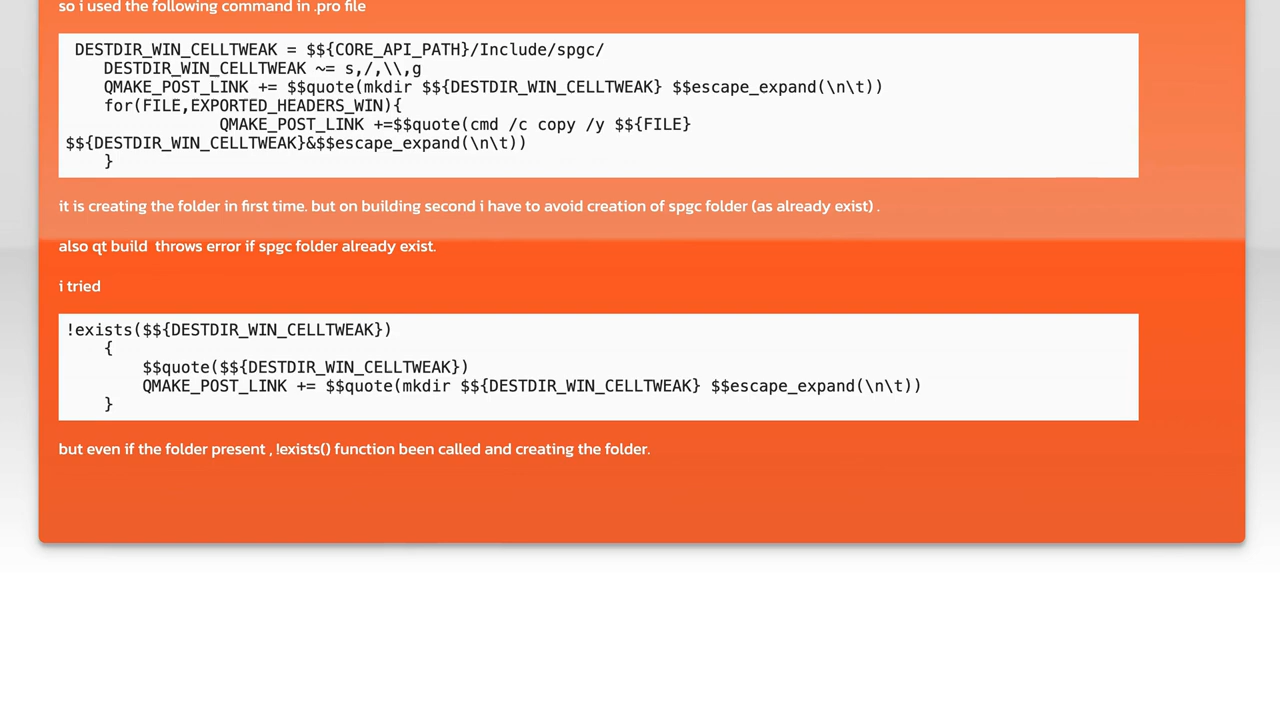 so i used the following command in .pro file
DESTDIR_WIN_CELLTWEAK = $${CORE_API_PATH}/Include/spgc/
DESTDIR_WIN_CELLTWEAK ~= s,/,\\,g
QMAKE_POST_LINK += $$quote(mkdir $${DESTDIR_WIN_CELLTWEAK} $$escape_expand(\n\t))
for(FILE,EXPORTED_HEADERS_WIN){
QMAKE_POST_LINK +=$$quote(cmd /c copy /y $${FILE}
$${DESTDIR_WIN_CELLTWEAK}&$$escape_expand(\n\t))
}
it is creating the folder in first time. but on building second i have to avoid creation of spgc folder (as already exist) .
also qt build  throws error if spgc folder already exist.
i tried
!exists($${DESTDIR_WIN_CELLTWEAK})
{
$$quote($${DESTDIR_WIN_CELLTWEAK})
QMAKE_POST_LINK += $$quote(mkdir $${DESTDIR_WIN_CELLTWEAK} $$escape_expand(\n\t))
}
but even if the folder present , !exists() function been called and creating the folder.